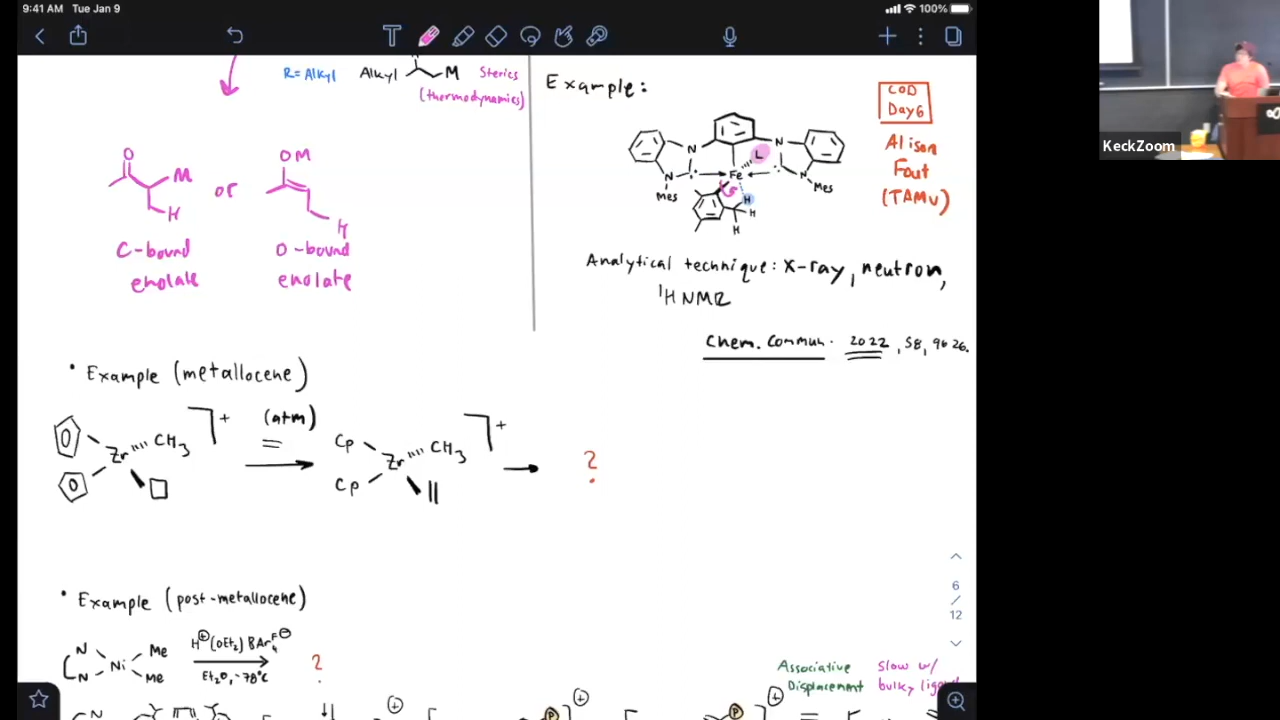 9:41 AM Tue Jan 9
100%
R=Alkyl Alkyl M Sterics
(thermodynamics)
O
M
H
or
OM
H
C-bound
enolate
O-bound
enolate
Example:
COD
Day 6
Alison
Fout
(TAMU)
N N
L
Fe
N N
Mes Mes
H
H
H
Analytical technique: X-ray, neutron,
¹H NMR
Chem. Commun. 2022, 58, 9626.
• Example (metallocene)
Zr CH3 +
(atm)
=
Cp
Cp
Zr CH3 +
?
• Example (post-metallocene)
N
N
Ni
Me
Me
H⊕(OEt2) BArF4⊖
Et2O, -78°C
?
Associative
Displacement
Slow w/
bulky
6
/
12
N
P
P
KeckZoom